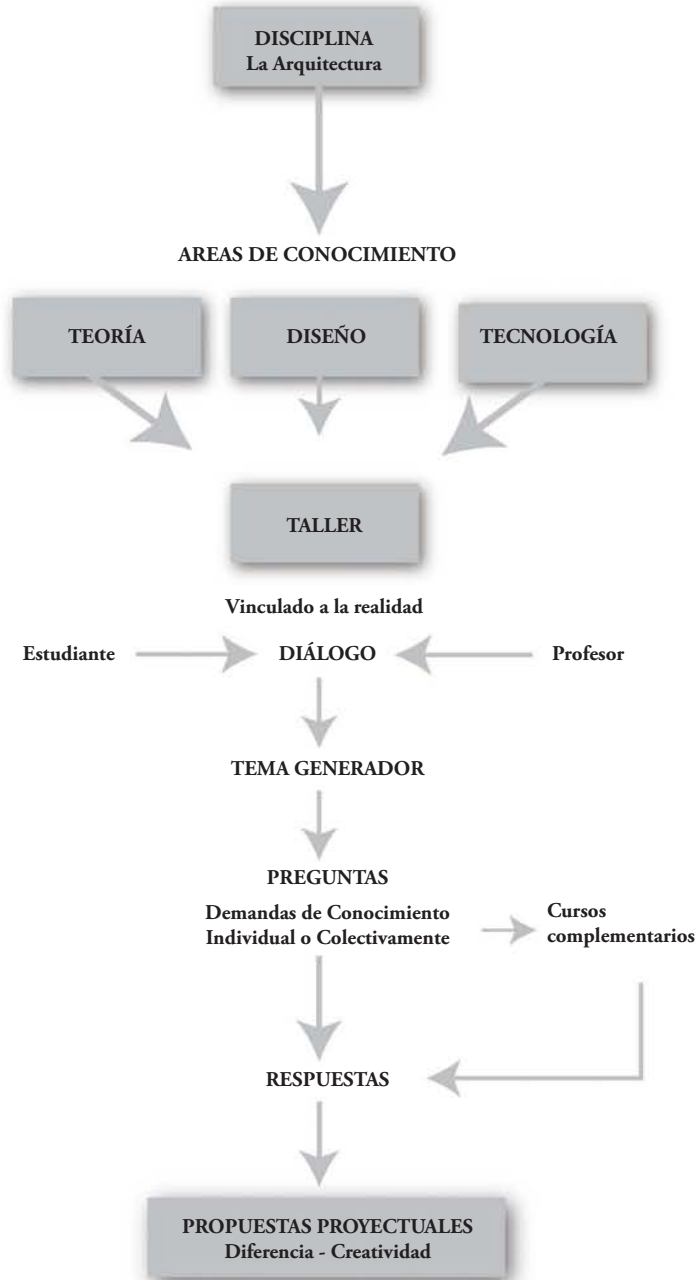 DISCIPLINA
La Arquitectura
AREAS DE CONOCIMIENTO
TEORÍA
DISEÑO
TECNOLOGÍA
TALLER
Vinculado a la realidad
Estudiante
DIÁLOGO
Profesor
TEMA GENERADOR
PREGUNTAS
Demandas de Conocimiento
Individual o Colectivamente
Cursos
complementarios
RESPUESTAS
PROPUESTAS PROYECTUALES
Diferencia - Creatividad